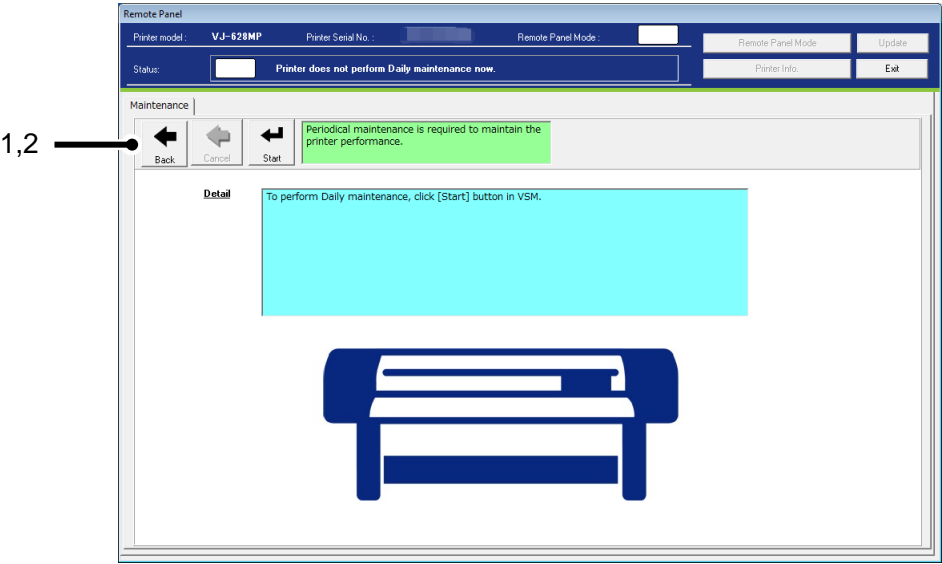 Remote Panel
Printer model : VJ-628MP Printer Serial No. : Remote Panel Mode : Remote Panel Mode Update
Status: Printer does not perform Daily maintenance now. Printer Info. Exit
Maintenance
1,2
Back Cancel Start
Periodical maintenance is required to maintain the
printer performance.
Detail
To perform Daily maintenance, click [Start] button in VSM.